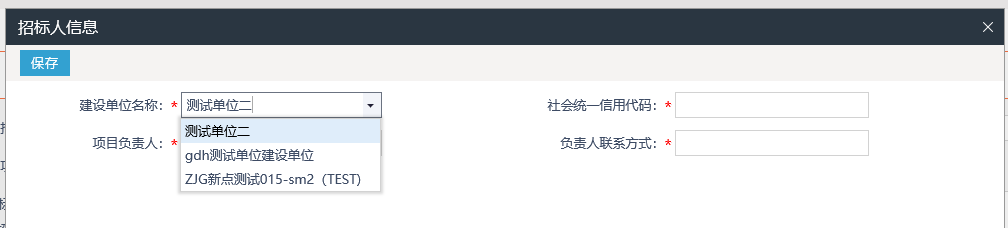 招标人信息
保存
建设单位名称：* 测试单位二 社会统一信用代码：*
测试单位二
项目负责人：* 负责人联系方式：*
gdh测试单位建设单位
ZJG新点测试015-sm2（TEST）